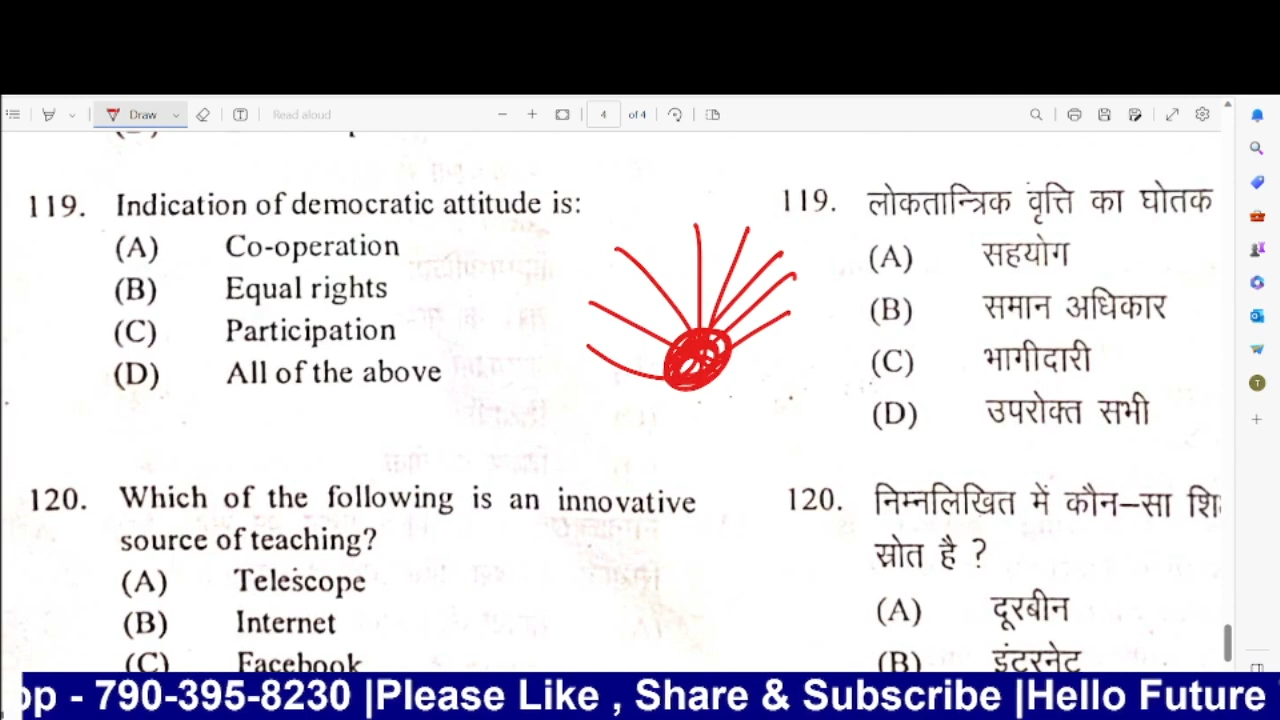 Draw
Read aloud
4
of 4
119. Indication of democratic attitude is:
(A) Co-operation
(B) Equal rights
(C) Participation
(D) All of the above
120. Which of the following is an innovative
source of teaching?
(A) Telescope
(B) Internet
(C) Facebook
119. लोकतान्त्रिक वृत्ति का घोतक
(A) सहयोग
(B) समान अधिकार
(C) भागीदारी
(D) उपरोक्त सभी
120. निम्नलिखित में कौन–सा
स्रोत है ?
(A) दूरबीन
(B) इंटरनेट
- 790-395-8230 |Please Like , Share & Subscribe |Hello Future